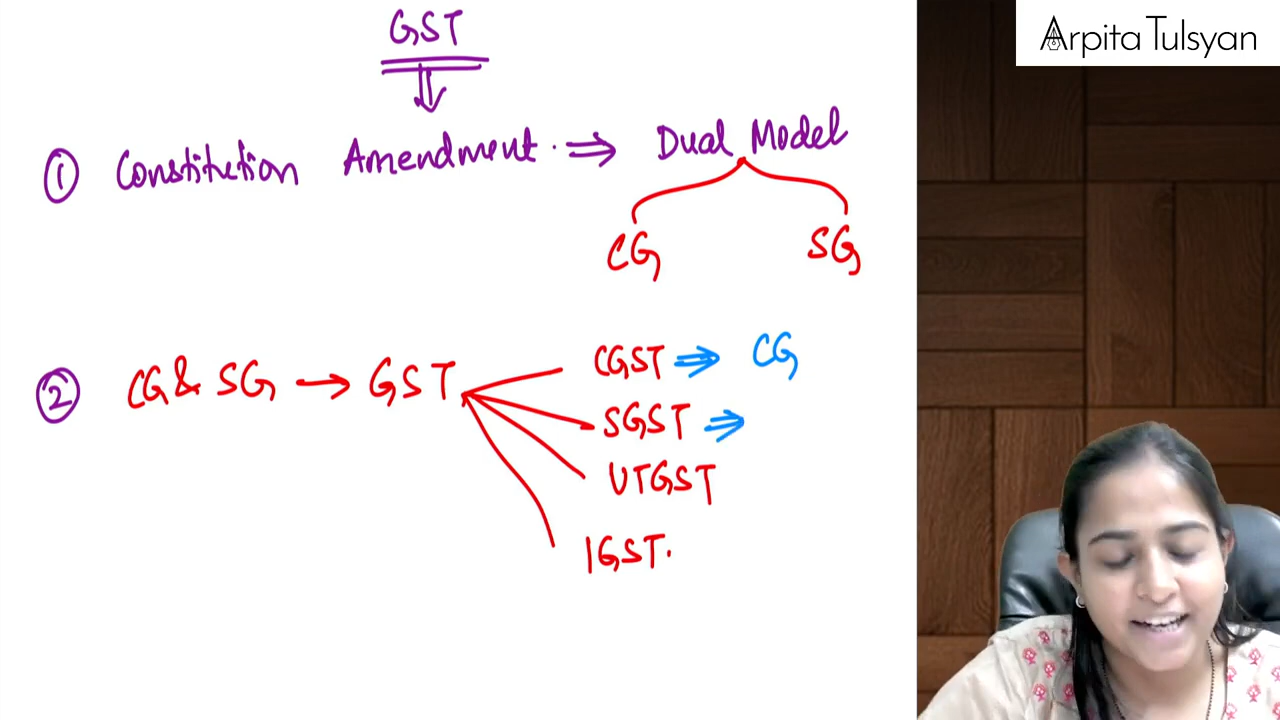 GST
Arpita Tulsyan
① Constitution Amendment. ⇒ Dual Model
CG SG
② CG & SG → GST
CGST ⇒ CG
SGST ⇒
UTGST
IGST.